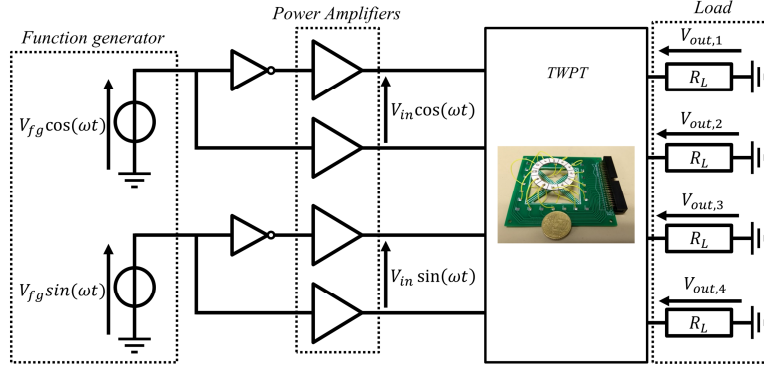 Power Amplifiers
Load
Function generator
V_{fg}cos(ωt)
V_{in}cos(ωt)
V_{fg}sin(ωt)
V_{in} sin(ωt)
TWPT
V_{out,1}
R_L
V_{out,2}
R_L
V_{out,3}
R_L
V_{out,4}
R_L